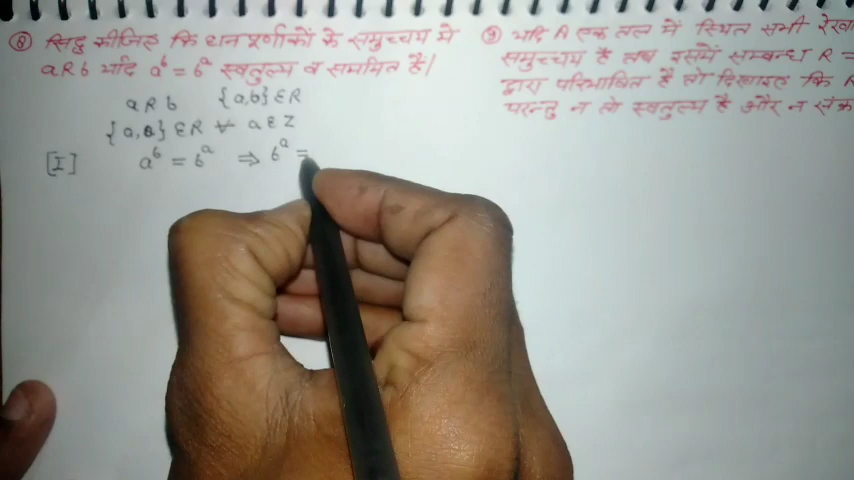 ⑧ सिद्ध कीजिए कि धन पूर्णांकों के समुच्चय में
aRb यदि a^b = b^a स्वतुल्य व सममित है।
a R b {a,b} ∈ R
{a,a} ∈ R ∀ a ∈ Z
[I] a^b = b^a ⇒ b^a =
⑨ यदि A एक तल में स्थित सभी
समुच्चय है तब इसमें सम्बन्ध R =
द्वारा परिभाषित है तो दिखाइए कि
परन्तु न तो स्वतुल्य है और न